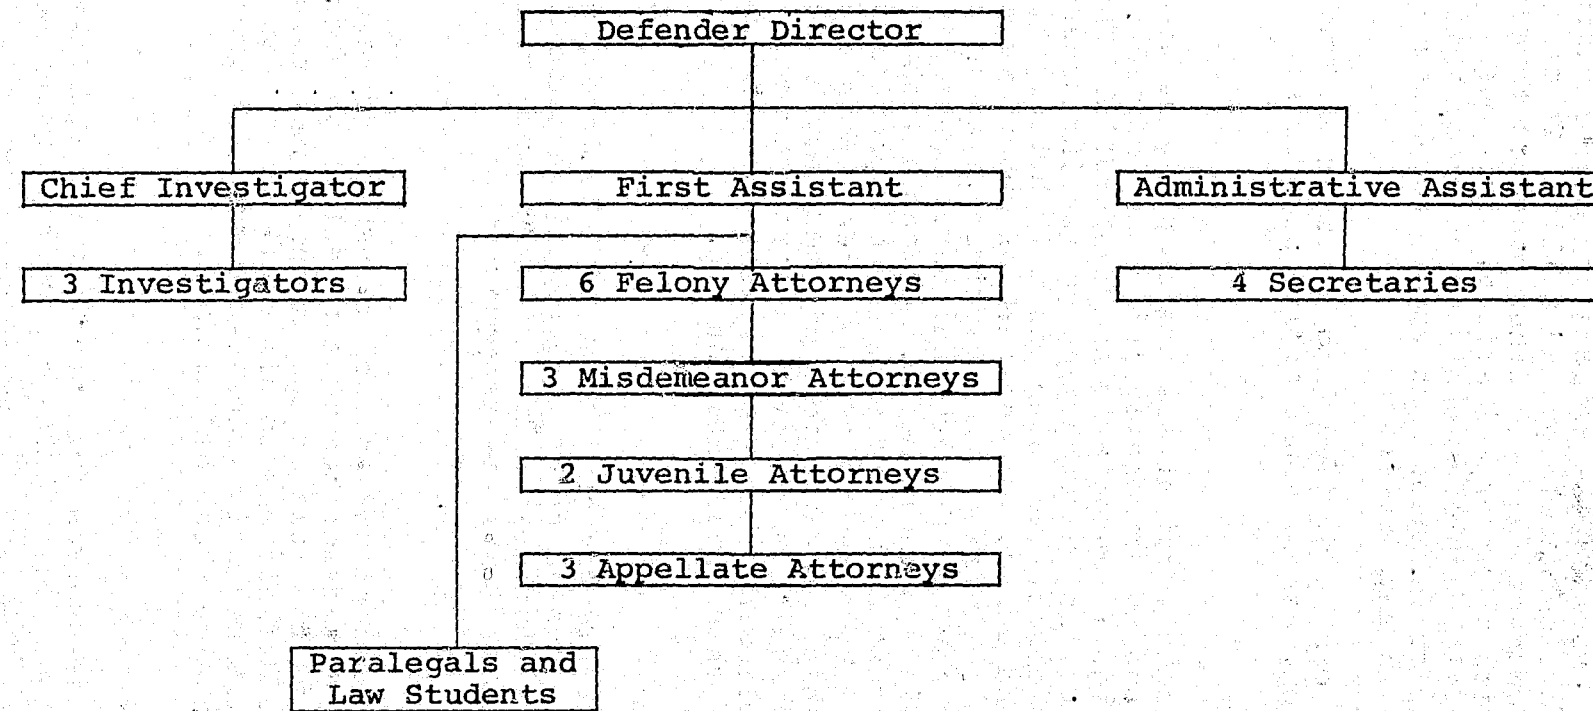 Defender Director
Chief Investigator
First Assistant
Administrative Assistant
3 Investigators
6 Felony Attorneys
4 Secretaries
3 Misdemeanor Attorneys
2 Juvenile Attorneys
3 Appellate Attorneys
Paralegals and
Law Students